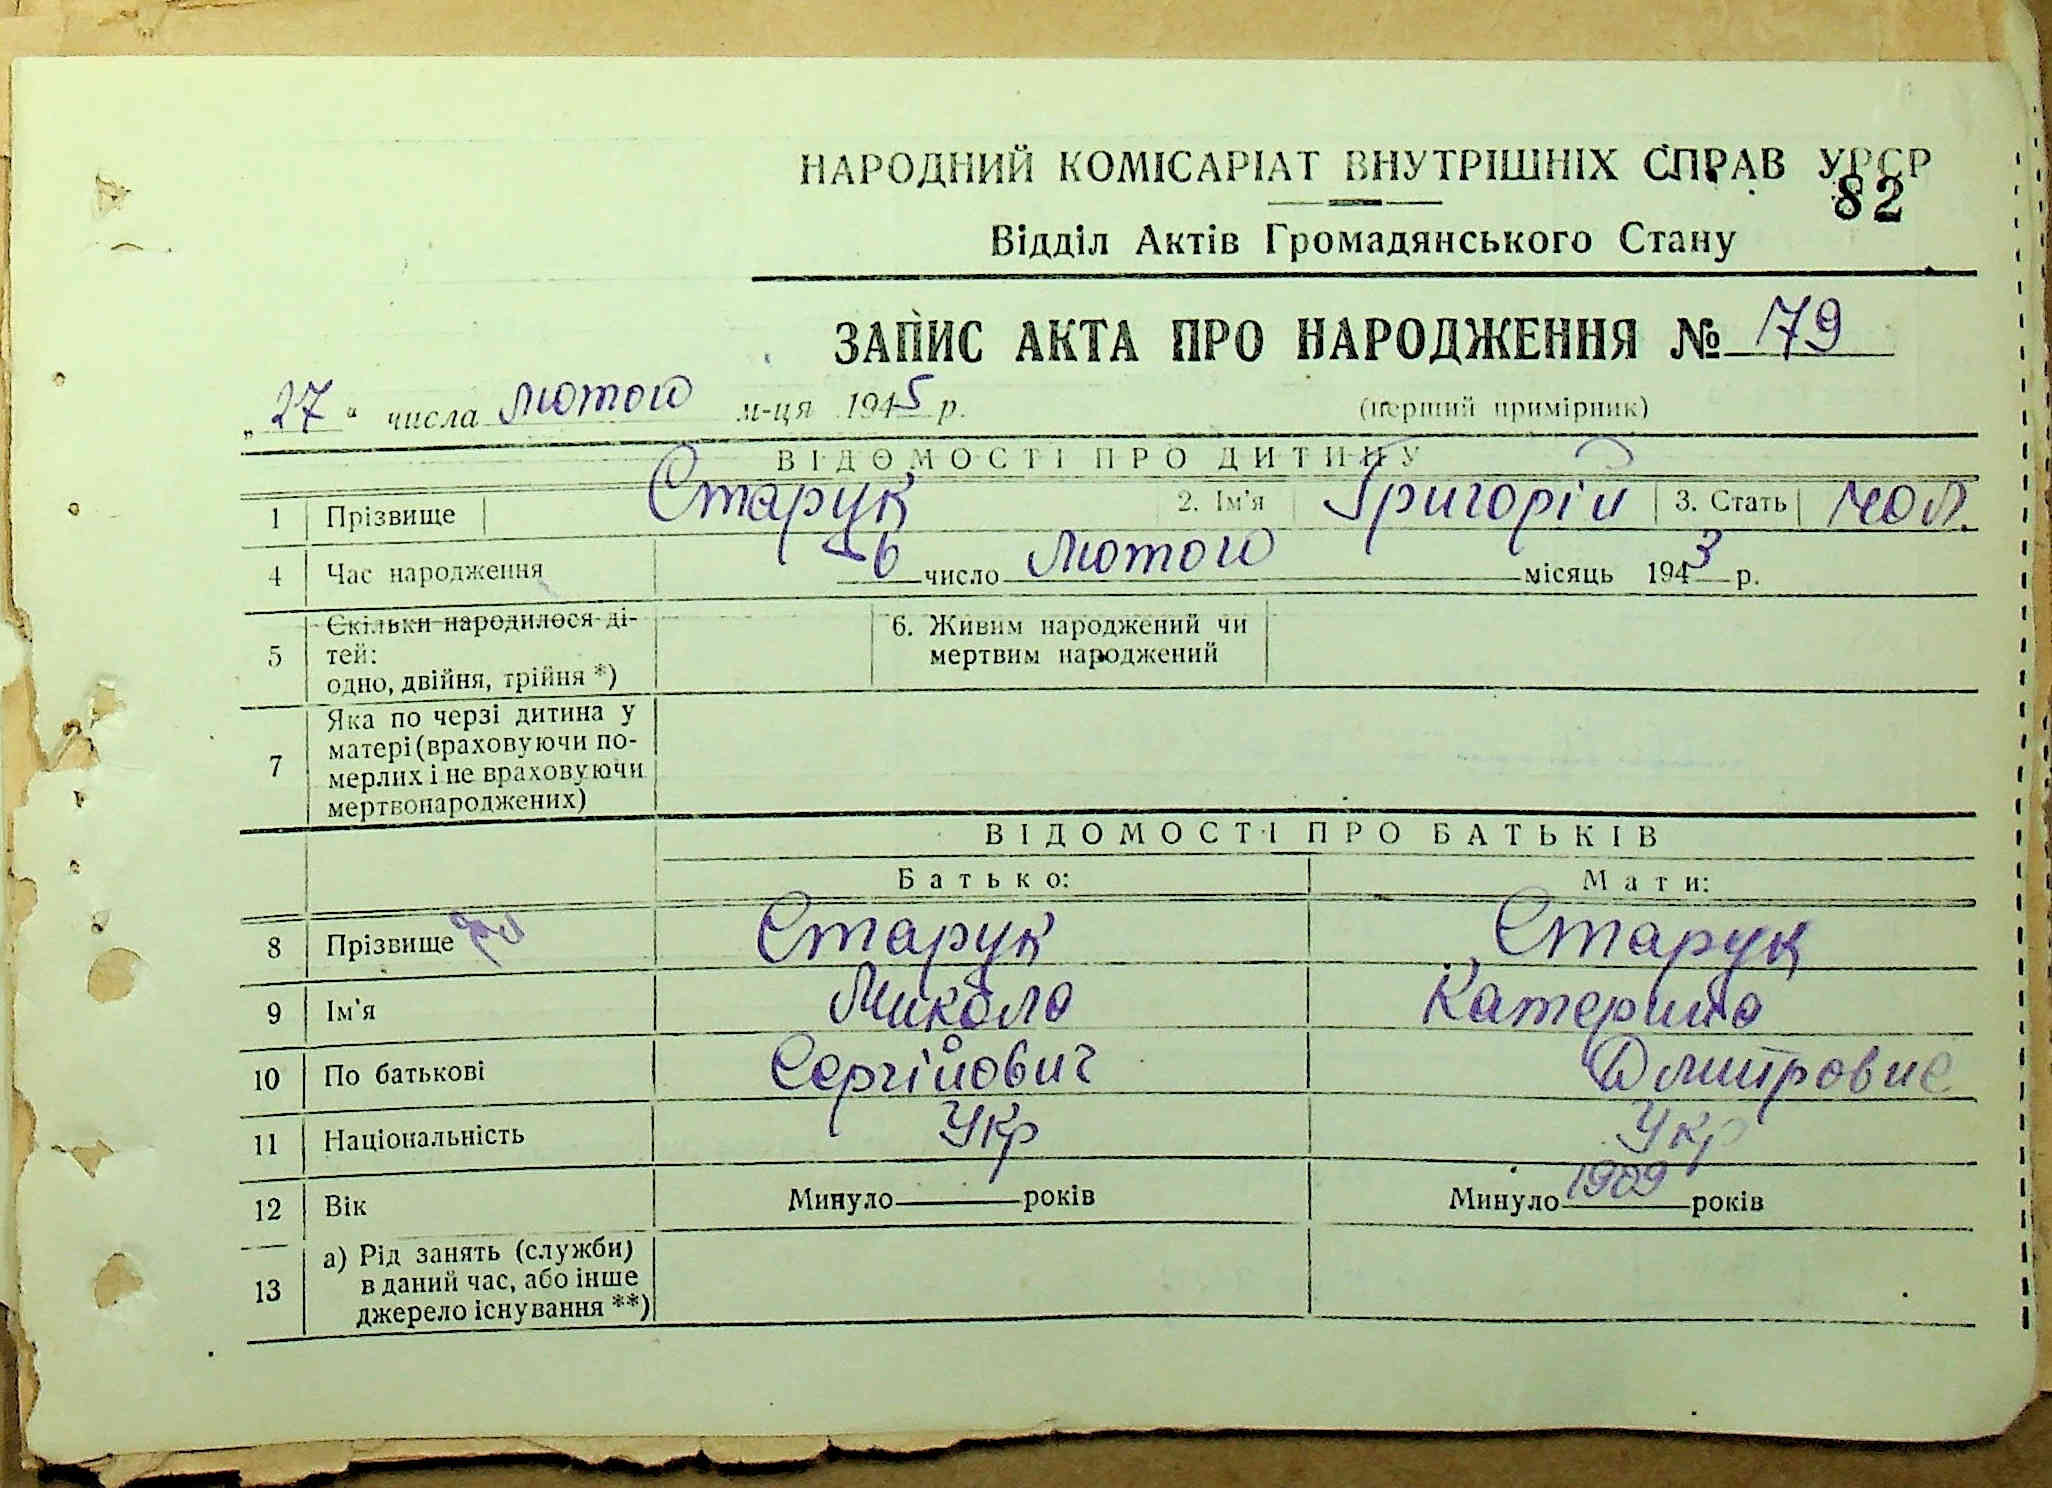 НАРОДНИЙ КОМІСАРІАТ ВНУТРІШНІХ СПРАВ УРСР
82
Відділ Актів Громадянського Стану
ЗАПИС АКТА ПРО НАРОДЖЕННЯ № 79
„27“ числа лютого м-ця 1945 р. (перший примірник)
ВІДОМОСТІ ПРО ДИТИНУ
1 Прізвище Старук 2. Ім'я Григорій 3. Стать чол.
4 Час народження 6 число лютого місяць 1943 р.
5 Скільки народилося ді-
тей:
одно, двійня, трійня *)
6. Живим народжений чи
мертвим народжений
7 Яка по черзі дитина у
матері (враховуючи по-
мерлих і не враховуючи
мертвонароджених)
ВІДОМОСТІ ПРО БАТЬКІВ
Батько: Мати:
8 Прізвище Старук Старук
9 Ім'я Микола Катерина
10 По батькові Сергійович Дмитровна
11 Національність Укр Укр
12 Вік Минуло років Минуло 1909 років
13 а) Рід занять (служби)
в даний час, або інше
джерело існування **)